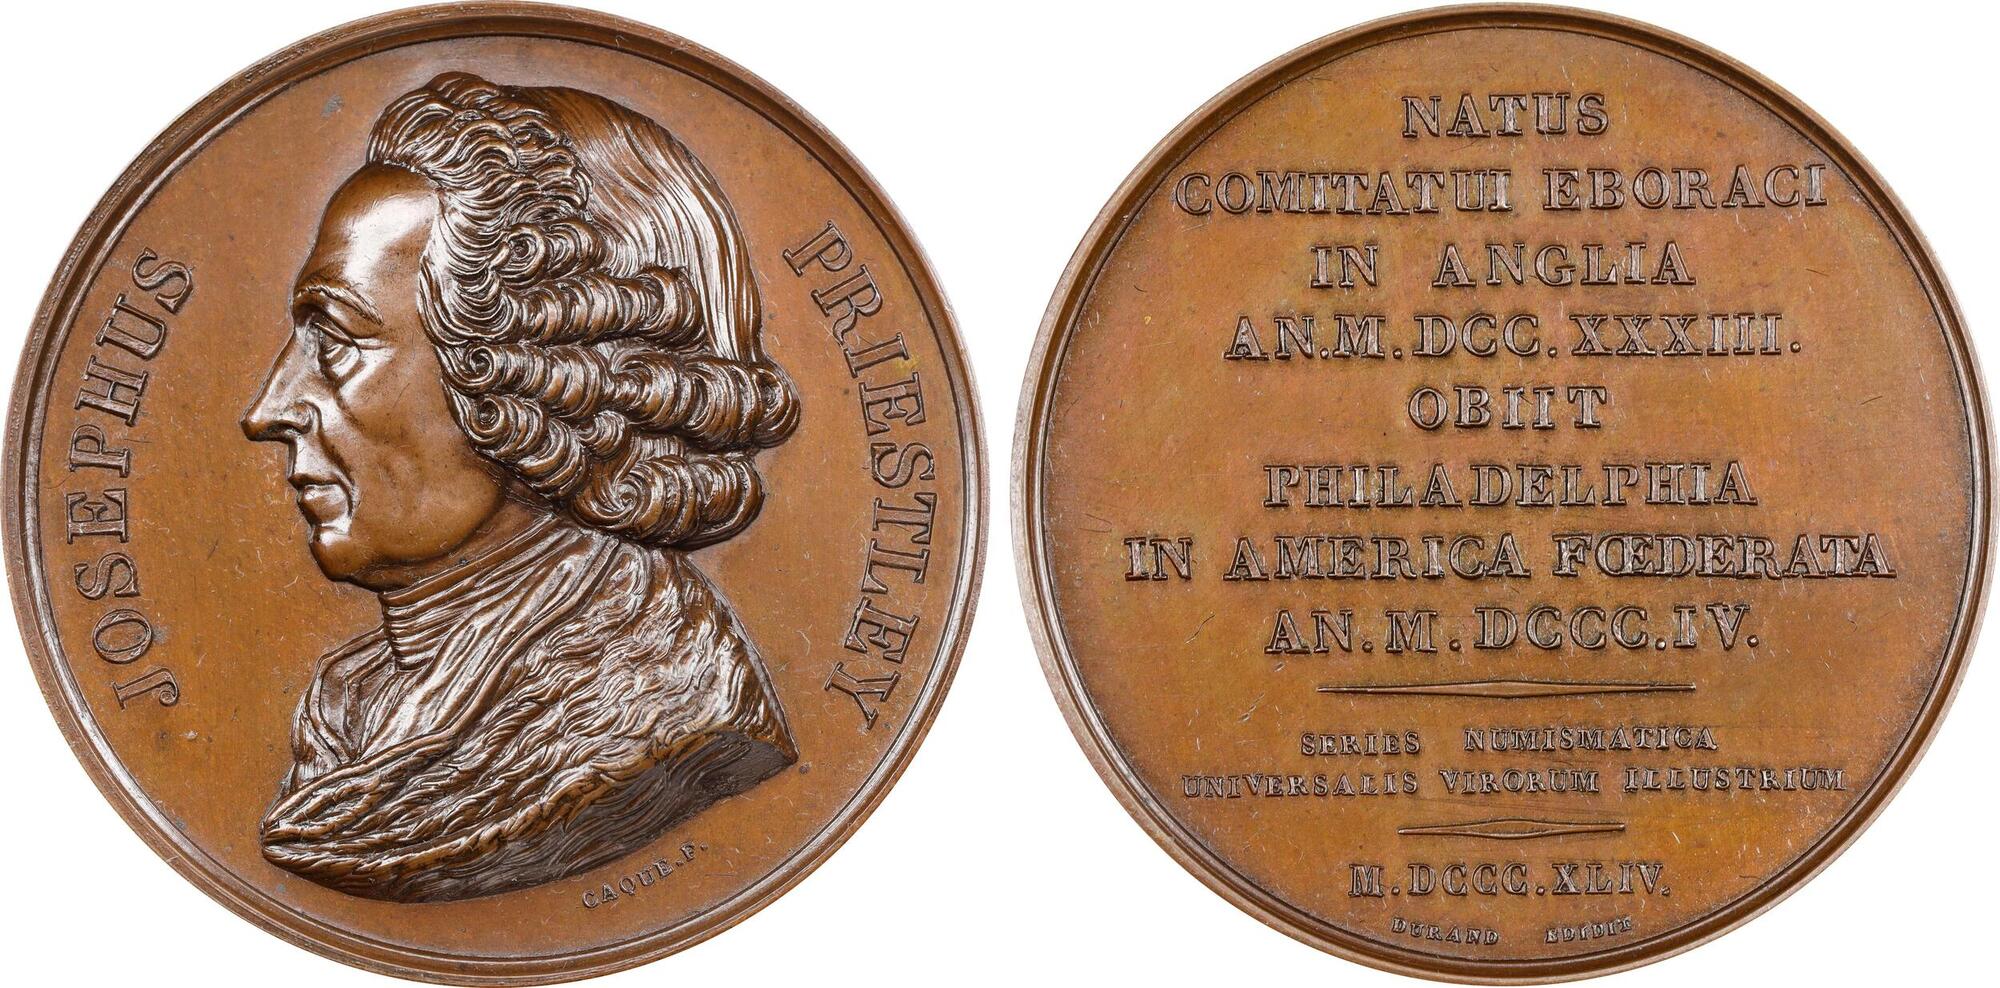 JOSEPHUS
PRIESTLEY
CAQUE.F.
NATUS
COMITATUI EBORACI
IN ANGLIA
AN.M.DCC.XXXIII.
OBIIT
PHILADELPHIA
IN AMERICA FŒDERATA
AN.M.DCCC.IV.
SERIES NUMISMATICA
UNIVERSALIS VIRORUM ILLUSTRIUM
M.DCCC.XLIV.
DURAND EDIDIT